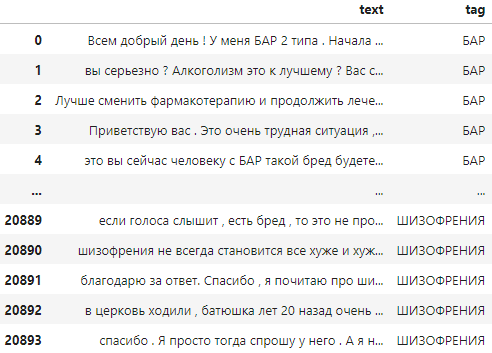 text tag
0 Всем добрый день ! У меня БАР 2 типа . Начала ... БАР
1 вы серьезно ? Алкоголизм это к лучшему ? Вас с... БАР
2 Лучше сменить фармакотерапию и продолжить лече... БАР
3 Приветствую вас . Это очень трудная ситуация ,... БАР
4 это вы сейчас человеку с БАР такой бред будете... БАР
... ... ...
20889 если голоса слышит , есть бред , то это не про... ШИЗОФРЕНИЯ
20890 шизофрения не всегда становится все хуже и хуж... ШИЗОФРЕНИЯ
20891 благодарю за ответ. Спасибо , я почитаю про ши... ШИЗОФРЕНИЯ
20892 в церковь ходили , батюшка лет 20 назад очень ... ШИЗОФРЕНИЯ
20893 спасибо . Я просто тогда спрошу у него . А я н... ШИЗОФРЕНИЯ